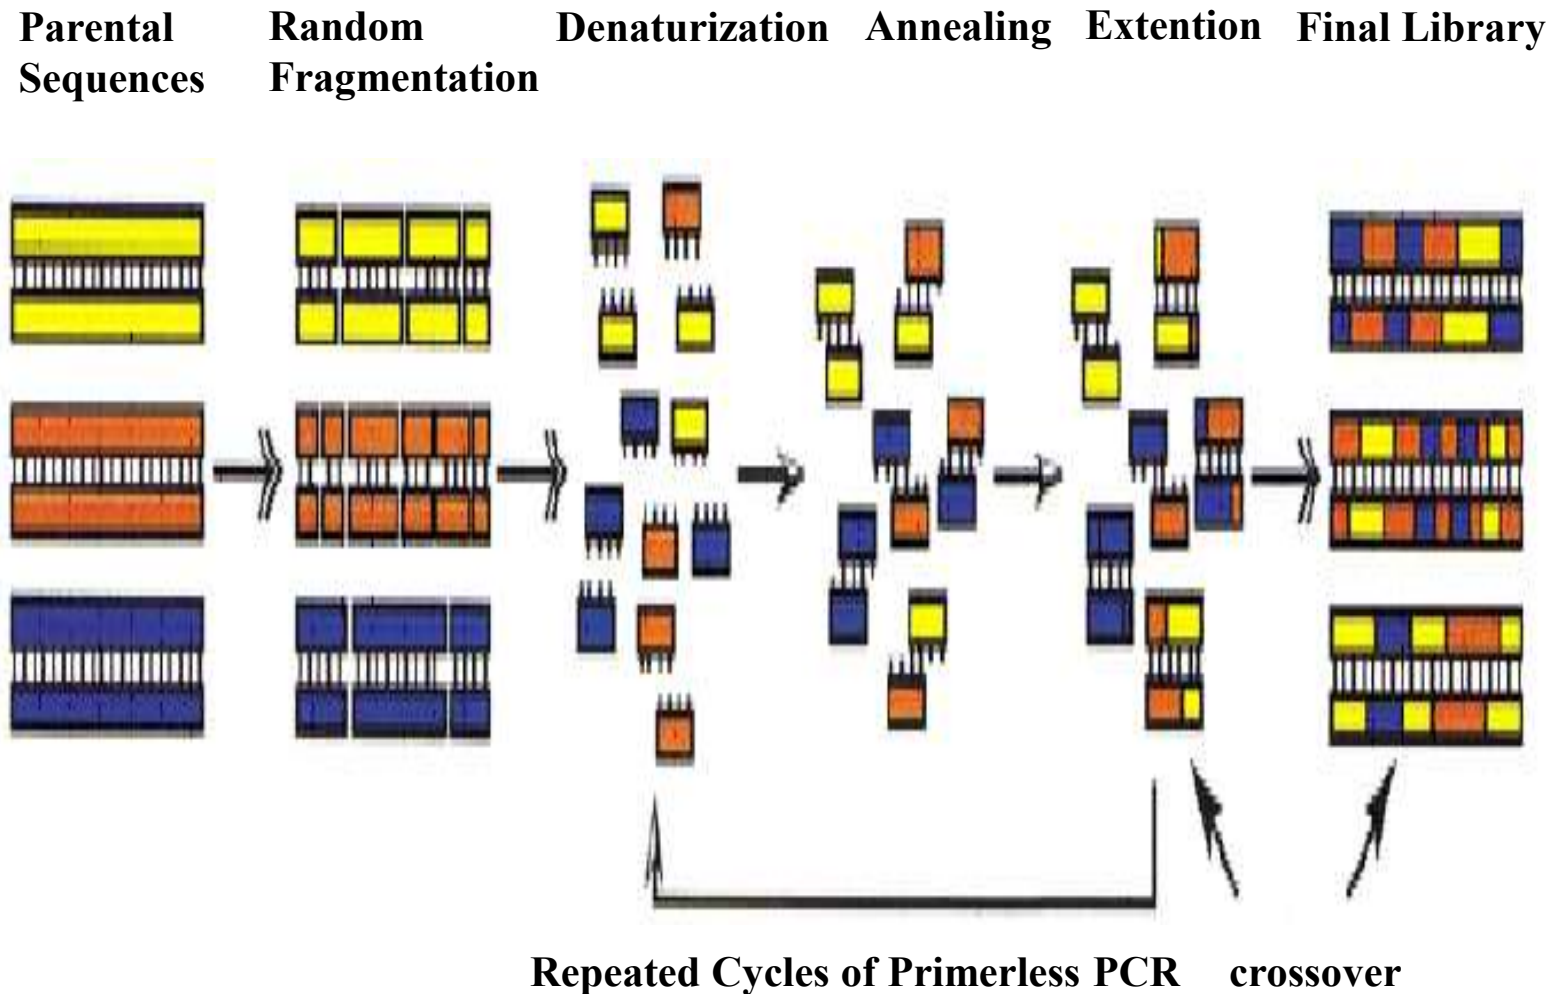 Parental
Sequences
Random
Fragmentation
Denaturization
Annealing
Extention
Final Library
Repeated Cycles of Primerless PCR
crossover